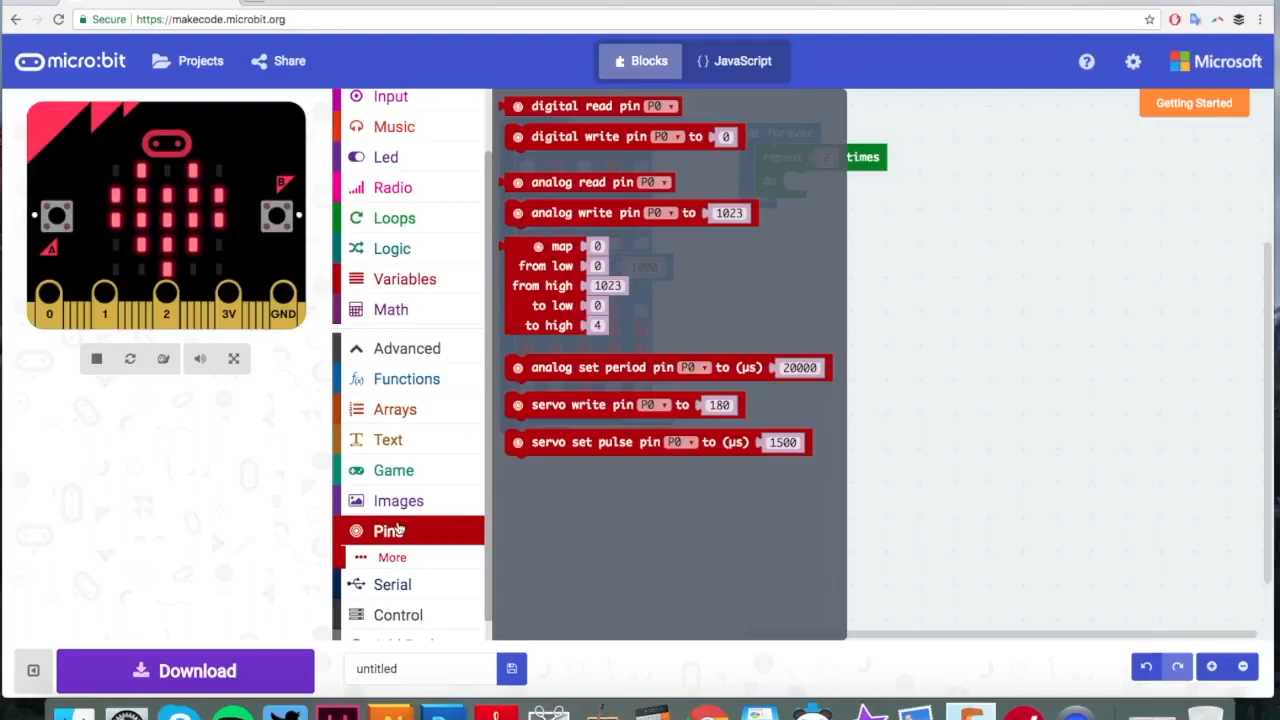 Secure https://makecode.microbit.org
micro:bit Projects Share Blocks {} JavaScript Microsoft
Getting Started
B
A
0 1 2 3V GND
Download
Input
Music
Led
Radio
Loops
Logic
Variables
Math
Advanced
Functions
Arrays
Text
Game
Images
Pins
More
Serial
Control
digital read pin P0
digital write pin P0 to 0
analog read pin P0
analog write pin P0 to 1023
map 0
from low 0
from high 1023
to low 0
to high 4
analog set period pin P0 to (µs) 20000
servo write pin P0 to 180
servo set pulse pin P0 to (µs) 1500
forever
repeat 2 times
do
1000
untitled